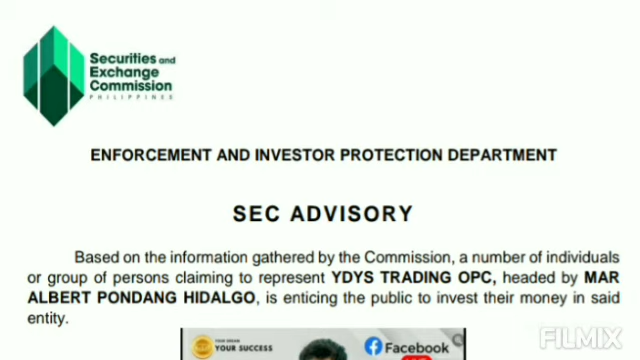 Securities and
Exchange
Commission
PHILIPPINES
ENFORCEMENT AND INVESTOR PROTECTION DEPARTMENT
SEC ADVISORY
Based on the information gathered by the Commission, a number of individuals
or group of persons claiming to represent YDYS TRADING OPC, headed by MAR
ALBERT PONDANG HIDALGO, is enticing the public to invest their money in said
entity.
YOUR DREAM
YOUR SUCCESS
Facebook
FILMIX